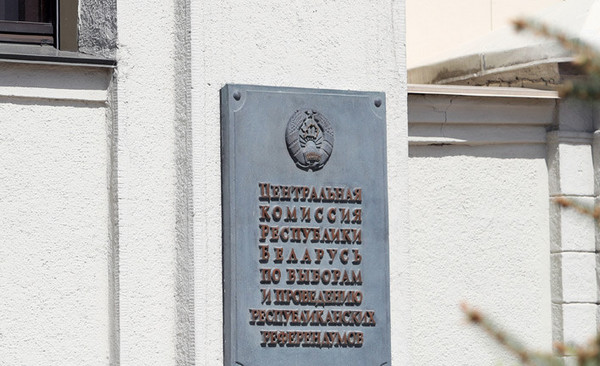 Центральная
комиссия
Республики
Беларусь
по выборам
и проведению
республиканских
референдумов